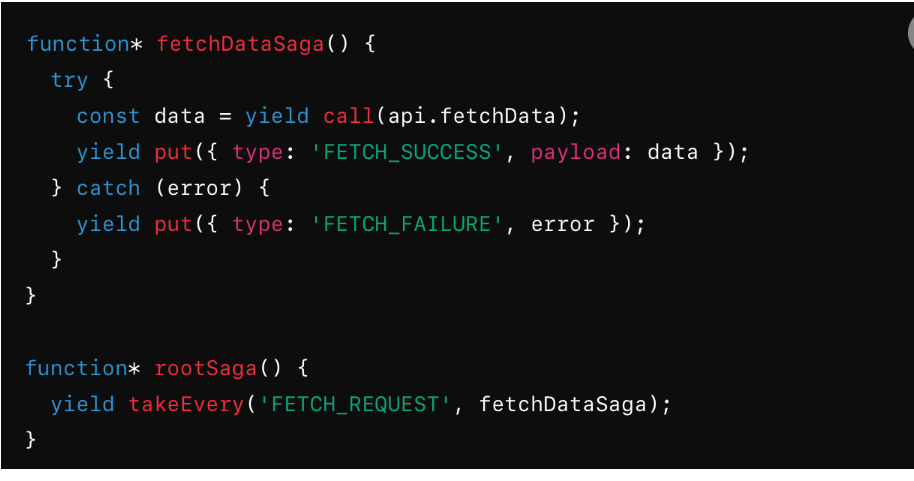 function* fetchDataSaga() {
  try {
    const data = yield call(api.fetchData);
    yield put({ type: 'FETCH_SUCCESS', payload: data });
  } catch (error) {
    yield put({ type: 'FETCH_FAILURE', error });
  }
}

function* rootSaga() {
  yield takeEvery('FETCH_REQUEST', fetchDataSaga);
}